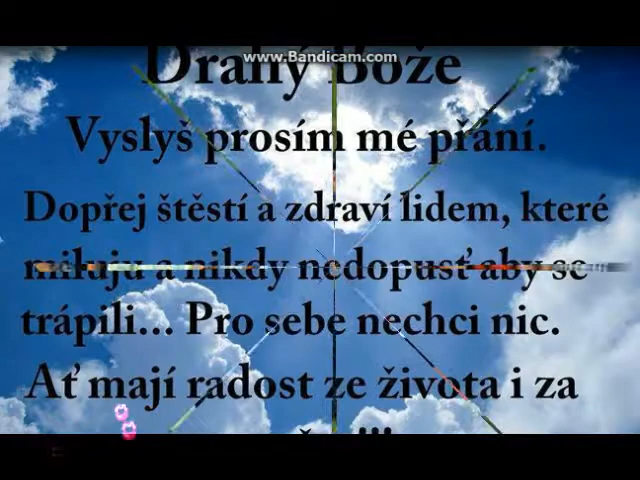 www.Bandicam.com
Drahý Bože
Vyslyš prosím mé přání.
Dopřej štěstí a zdraví lidem, které
miluju a nikdy nedopusť aby se
trápili... Pro sebe nechci nic.
Ať mají radost ze života i za